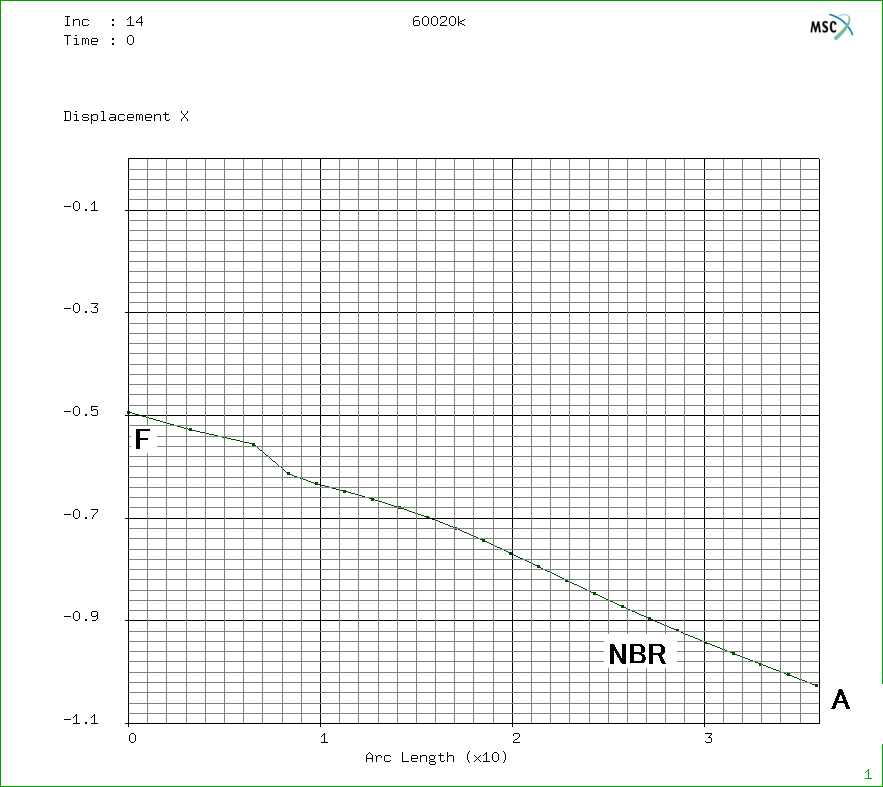 Inc  : 14
60020k
MSC
Time : 0
Displacement X
-0.1
-0.3
-0.5
F
-0.7
-0.9
NBR
A
-1.1
0 1 2 3
Arc Length (x10)
1